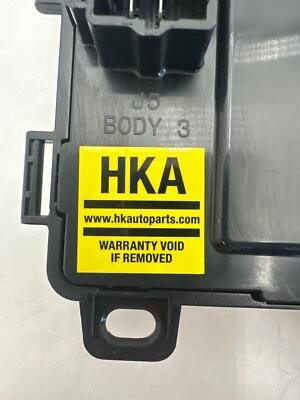 J5
BODY 3
HKA
www.hkautoparts.com
WARRANTY VOID
IF REMOVED